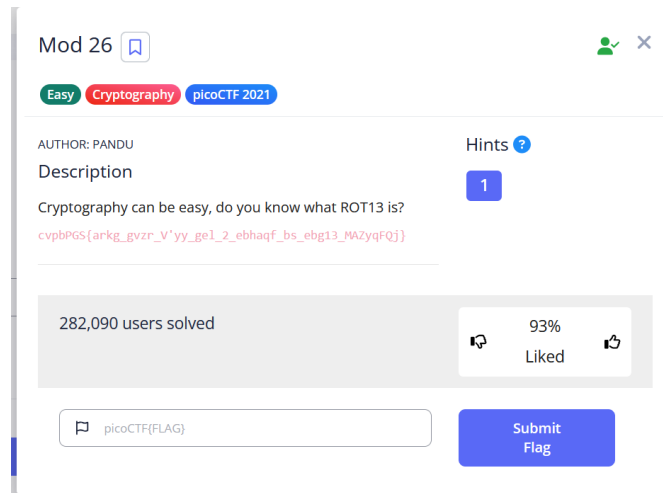 Mod 26
Easy Cryptography picoCTF 2021
AUTHOR: PANDU
Description
Cryptography can be easy, do you know what ROT13 is?
cvpbPGS{arkg_gvzr_V'yy_gel_2_ebhaqf_bs_ebg13_MAZyqFQj}
Hints ?
1
282,090 users solved
93%
Liked
picoCTF{FLAG}
Submit
Flag